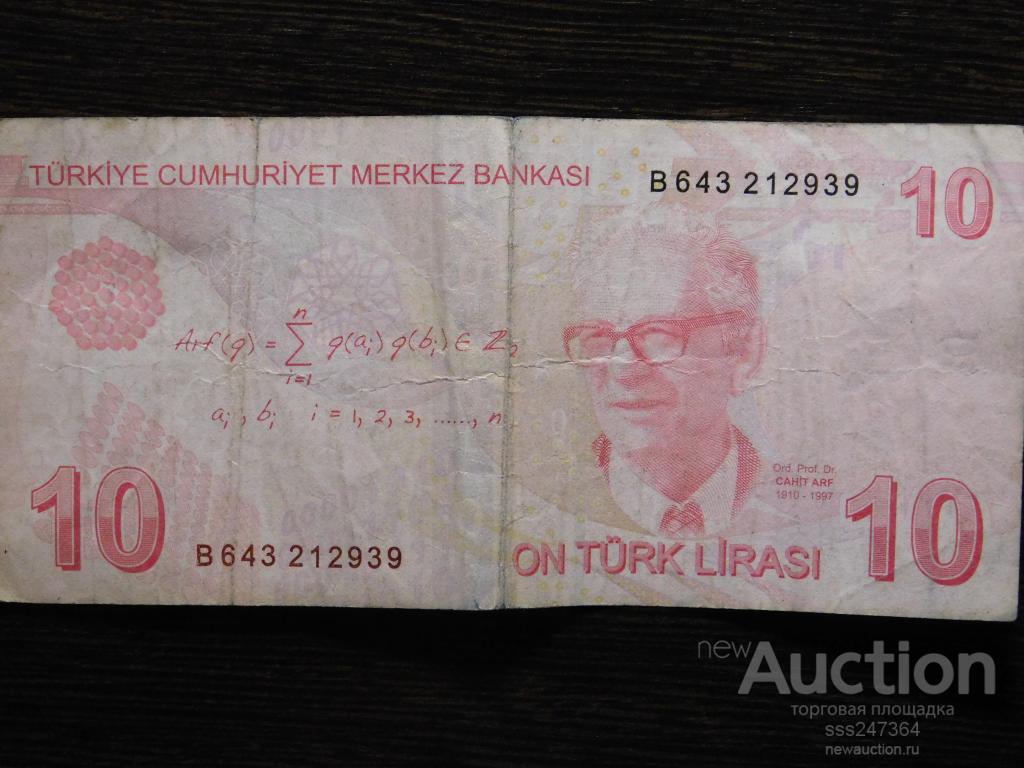 TÜRKİYE CUMHURİYET MERKEZ BANKASI
B643 212939
10
Arf(q) = ∑ q(aᵢ) q(bᵢ) ∈ ℤ₂
n
i=1
aᵢ, bᵢ i = 1, 2, 3, ......, n
Ord. Prof. Dr.
CAHİT ARF
1910 - 1997
10
B643 212939
ON TÜRK LİRASI
10
newAuction
торговая площадка
sss247364
newauction.ru